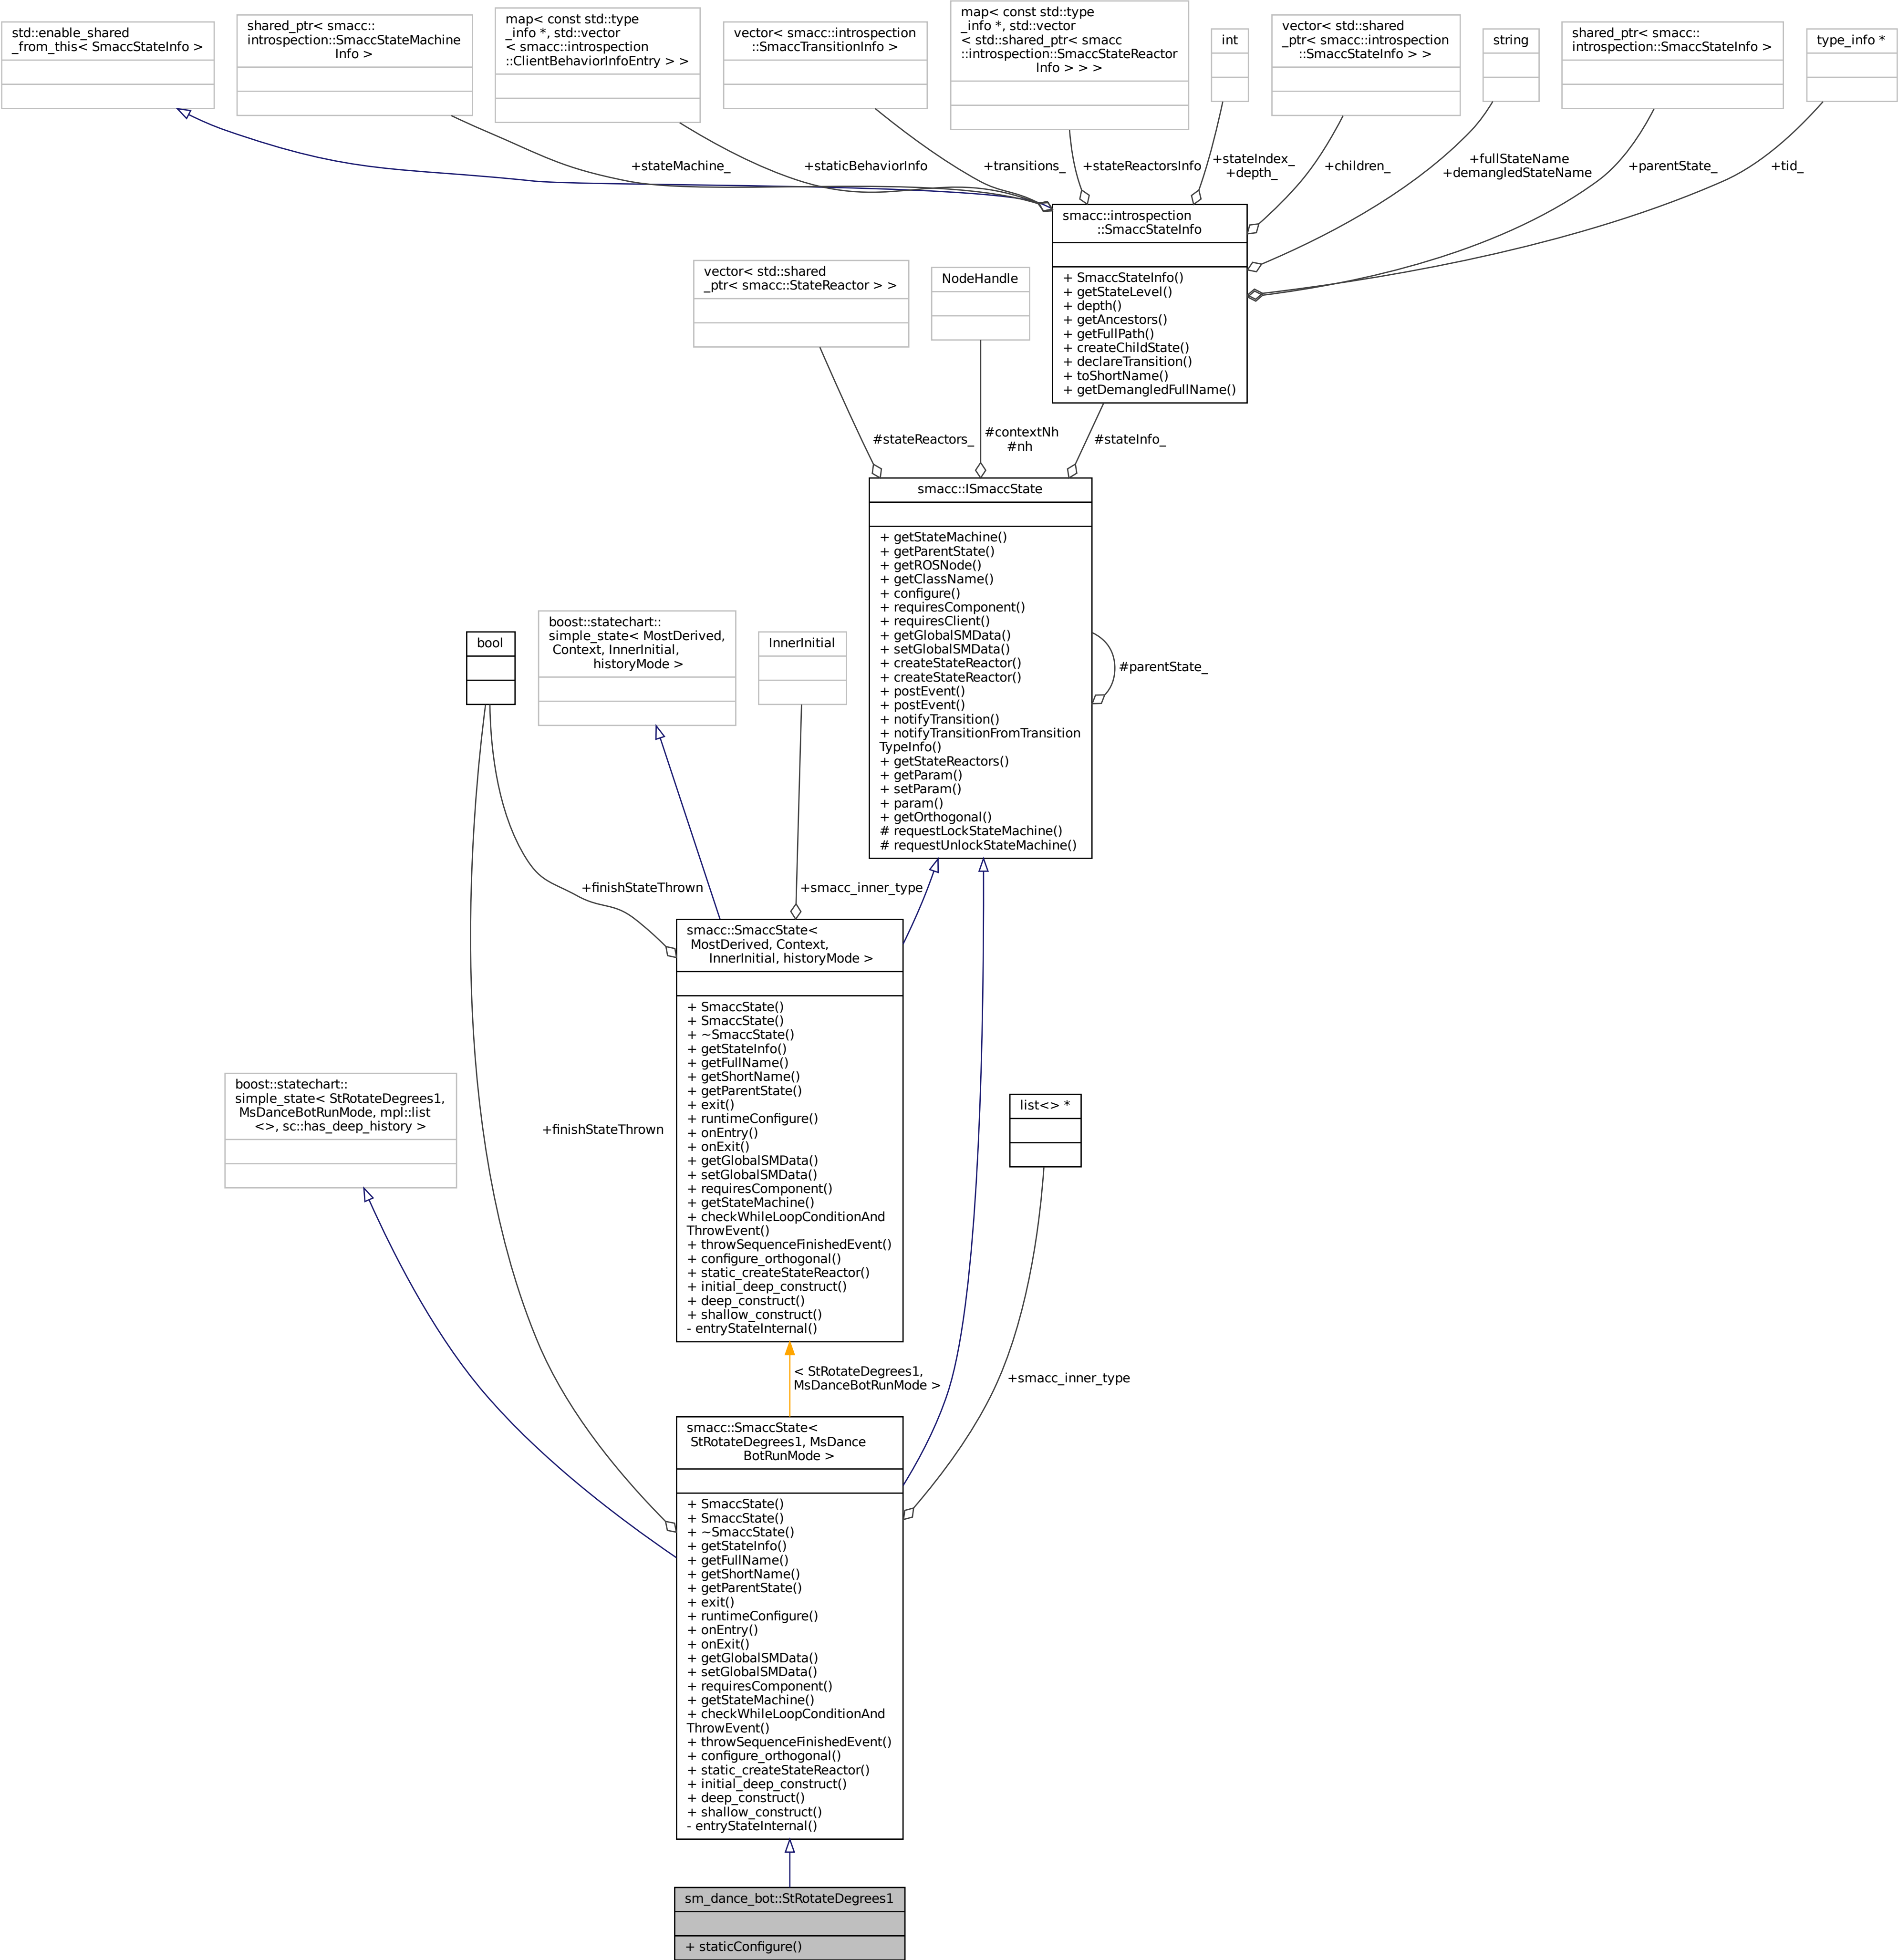 std::enable_shared
_from_this< SmaccStateInfo >
shared_ptr< smacc::
introspection::SmaccStateMachine
Info >
map< const std::type
_info *, std::vector
< smacc::introspection
::ClientBehaviorInfoEntry > >
vector< smacc::introspection
::SmaccTransitionInfo >
map< const std::type
_info *, std::vector
< std::shared_ptr< smacc
::introspection::SmaccStateReactor
Info > > >
int
vector< std::shared
_ptr< smacc::introspection
::SmaccStateInfo > >
string
shared_ptr< smacc::
introspection::SmaccStateInfo >
type_info *
+stateMachine_
+staticBehaviorInfo
+transitions_
+stateReactorsInfo
+stateIndex_
+depth_
+children_
+fullStateName
+demangledStateName
+parentState_
+tid_
smacc::introspection
::SmaccStateInfo
+ SmaccStateInfo()
+ getStateLevel()
+ depth()
+ getAncestors()
+ getFullPath()
+ createChildState()
+ declareTransition()
+ toShortName()
+ getDemangledFullName()
vector< std::shared
_ptr< smacc::StateReactor > >
NodeHandle
#stateReactors_
#contextNh
#nh
#stateInfo_
smacc::ISmaccState
+ getStateMachine()
+ getParentState()
+ getROSNode()
+ getClassName()
+ configure()
+ requiresComponent()
+ requiresClient()
+ getGlobalSMData()
+ setGlobalSMData()
+ createStateReactor()
+ createStateReactor()
+ postEvent()
+ postEvent()
+ notifyTransition()
+ notifyTransitionFromTransition
TypeInfo()
+ getStateReactors()
+ getParam()
+ setParam()
+ param()
+ getOrthogonal()
# requestLockStateMachine()
# requestUnlockStateMachine()
#parentState_
bool
boost::statechart::
simple_state< MostDerived,
Context, InnerInitial,
historyMode >
InnerInitial
+finishStateThrown
+smacc_inner_type
smacc::SmaccState<
MostDerived, Context,
InnerInitial, historyMode >
+ SmaccState()
+ SmaccState()
+ ~SmaccState()
+ getStateInfo()
+ getFullName()
+ getShortName()
+ getParentState()
+ exit()
+ runtimeConfigure()
+ onEntry()
+ onExit()
+ getGlobalSMData()
+ setGlobalSMData()
+ requiresComponent()
+ getStateMachine()
+ checkWhileLoopConditionAnd
ThrowEvent()
+ throwSequenceFinishedEvent()
+ configure_orthogonal()
+ static_createStateReactor()
+ initial_deep_construct()
+ deep_construct()
+ shallow_construct()
- entryStateInternal()
boost::statechart::
simple_state< StRotateDegrees1,
MsDanceBotRunMode, mpl::list
<>, sc::has_deep_history >
+finishStateThrown
list<> *
< StRotateDegrees1,
MsDanceBotRunMode >
+smacc_inner_type
smacc::SmaccState<
StRotateDegrees1, MsDance
BotRunMode >
+ SmaccState()
+ SmaccState()
+ ~SmaccState()
+ getStateInfo()
+ getFullName()
+ getShortName()
+ getParentState()
+ exit()
+ runtimeConfigure()
+ onEntry()
+ onExit()
+ getGlobalSMData()
+ setGlobalSMData()
+ requiresComponent()
+ getStateMachine()
+ checkWhileLoopConditionAnd
ThrowEvent()
+ throwSequenceFinishedEvent()
+ configure_orthogonal()
+ static_createStateReactor()
+ initial_deep_construct()
+ deep_construct()
+ shallow_construct()
- entryStateInternal()
sm_dance_bot::StRotateDegrees1
+ staticConfigure()